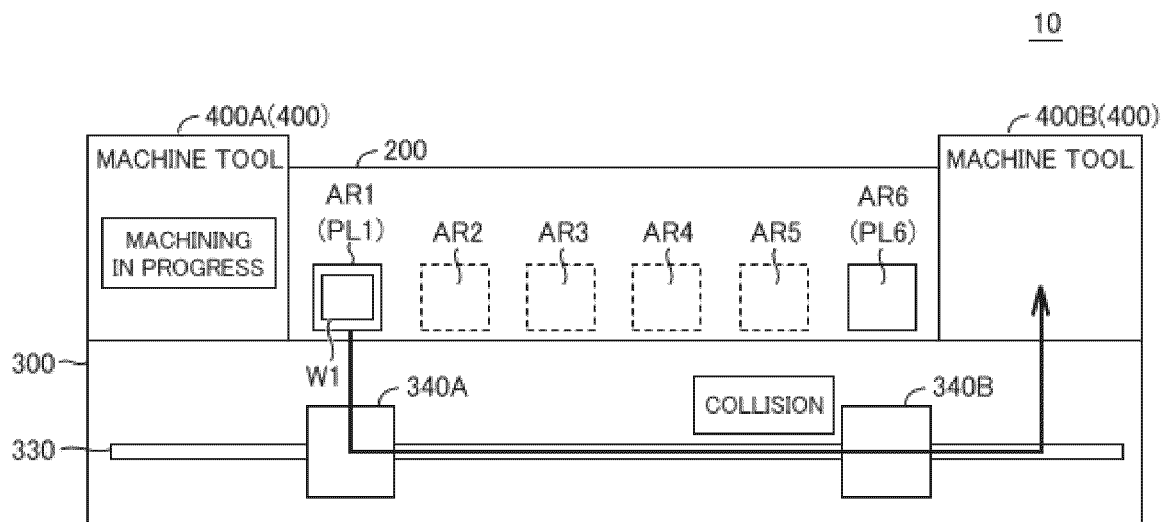 10
400A(400)
400B(400)
MACHINE TOOL
200
MACHINE TOOL
AR1
(PL1)
AR2
AR3
AR4
AR5
AR6
(PL6)
MACHINING
IN PROGRESS
300
W1
340A
COLLISION
340B
330